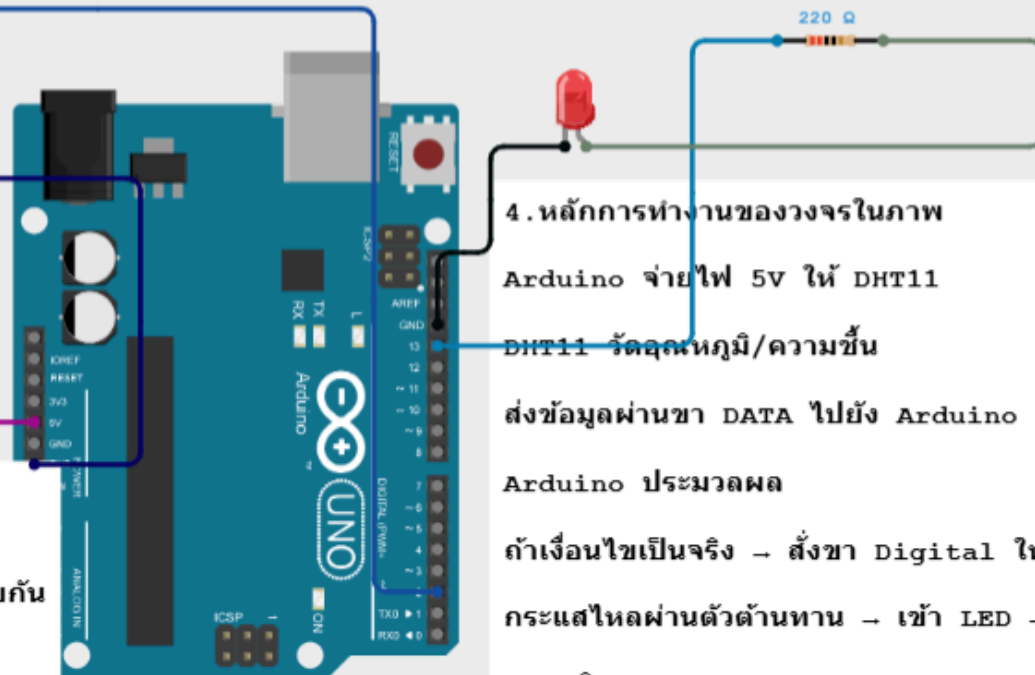 220 Ω
RESET
ICSP2
AREF
GND
13
12
~ 11
~ 10
~ 9
8
7
~ 6
~ 5
4
~ 3
TX0 ▶ 1
RX0 ◀ 0
DIGITAL (PWM~
L
TX
RX
Arduino
™
UNO
ON
ICSP
1
IOREF
RESET
3V3
5V
GND
POWER
ANALOG IN
4.หลักการทำงานของวงจรในภาพ
Arduino จ่ายไฟ 5V ให้ DHT11
DHT11 วัดอุณหภูมิ/ความชื้น
ส่งข้อมูลผ่านขา DATA ไปยัง Arduino
Arduino ประมวลผล
ถ้าเงื่อนไขเป็นจริง → สั่งขา Digital
กระแสไหลผ่านตัวต้านทาน → เข้า LED
กัน